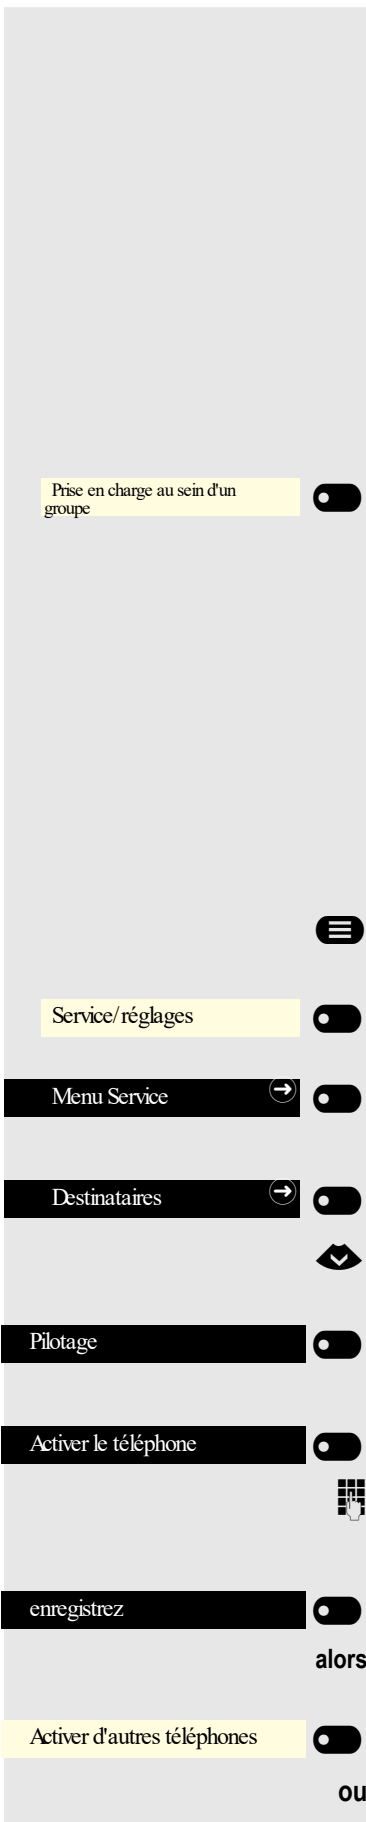 Prise en charge au sein d'un
groupe
Service/réglages
Menu Service
Destinataires
Pilotage
Activer le téléphone
enregistrez
alors
Activer d'autres téléphones
ou